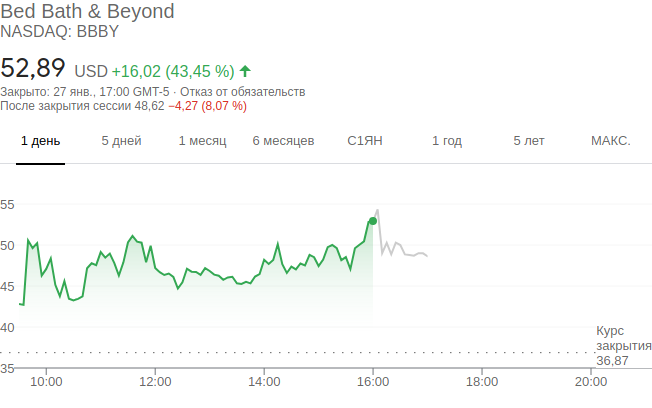 Bed Bath & Beyond
NASDAQ: BBBY
52,89 USD +16,02 (43,45 %)
Закрыто: 27 янв., 17:00 GMT-5 · Отказ от обязательств
После закрытия сессии 48,62 −4,27 (8,07 %)
1 день 5 дней 1 месяц 6 месяцев С1ЯН 1 год 5 лет МАКС.
55
50
45
40
Курс
закрытия
36,87
35
10:00 12:00 14:00 16:00 18:00 20:00